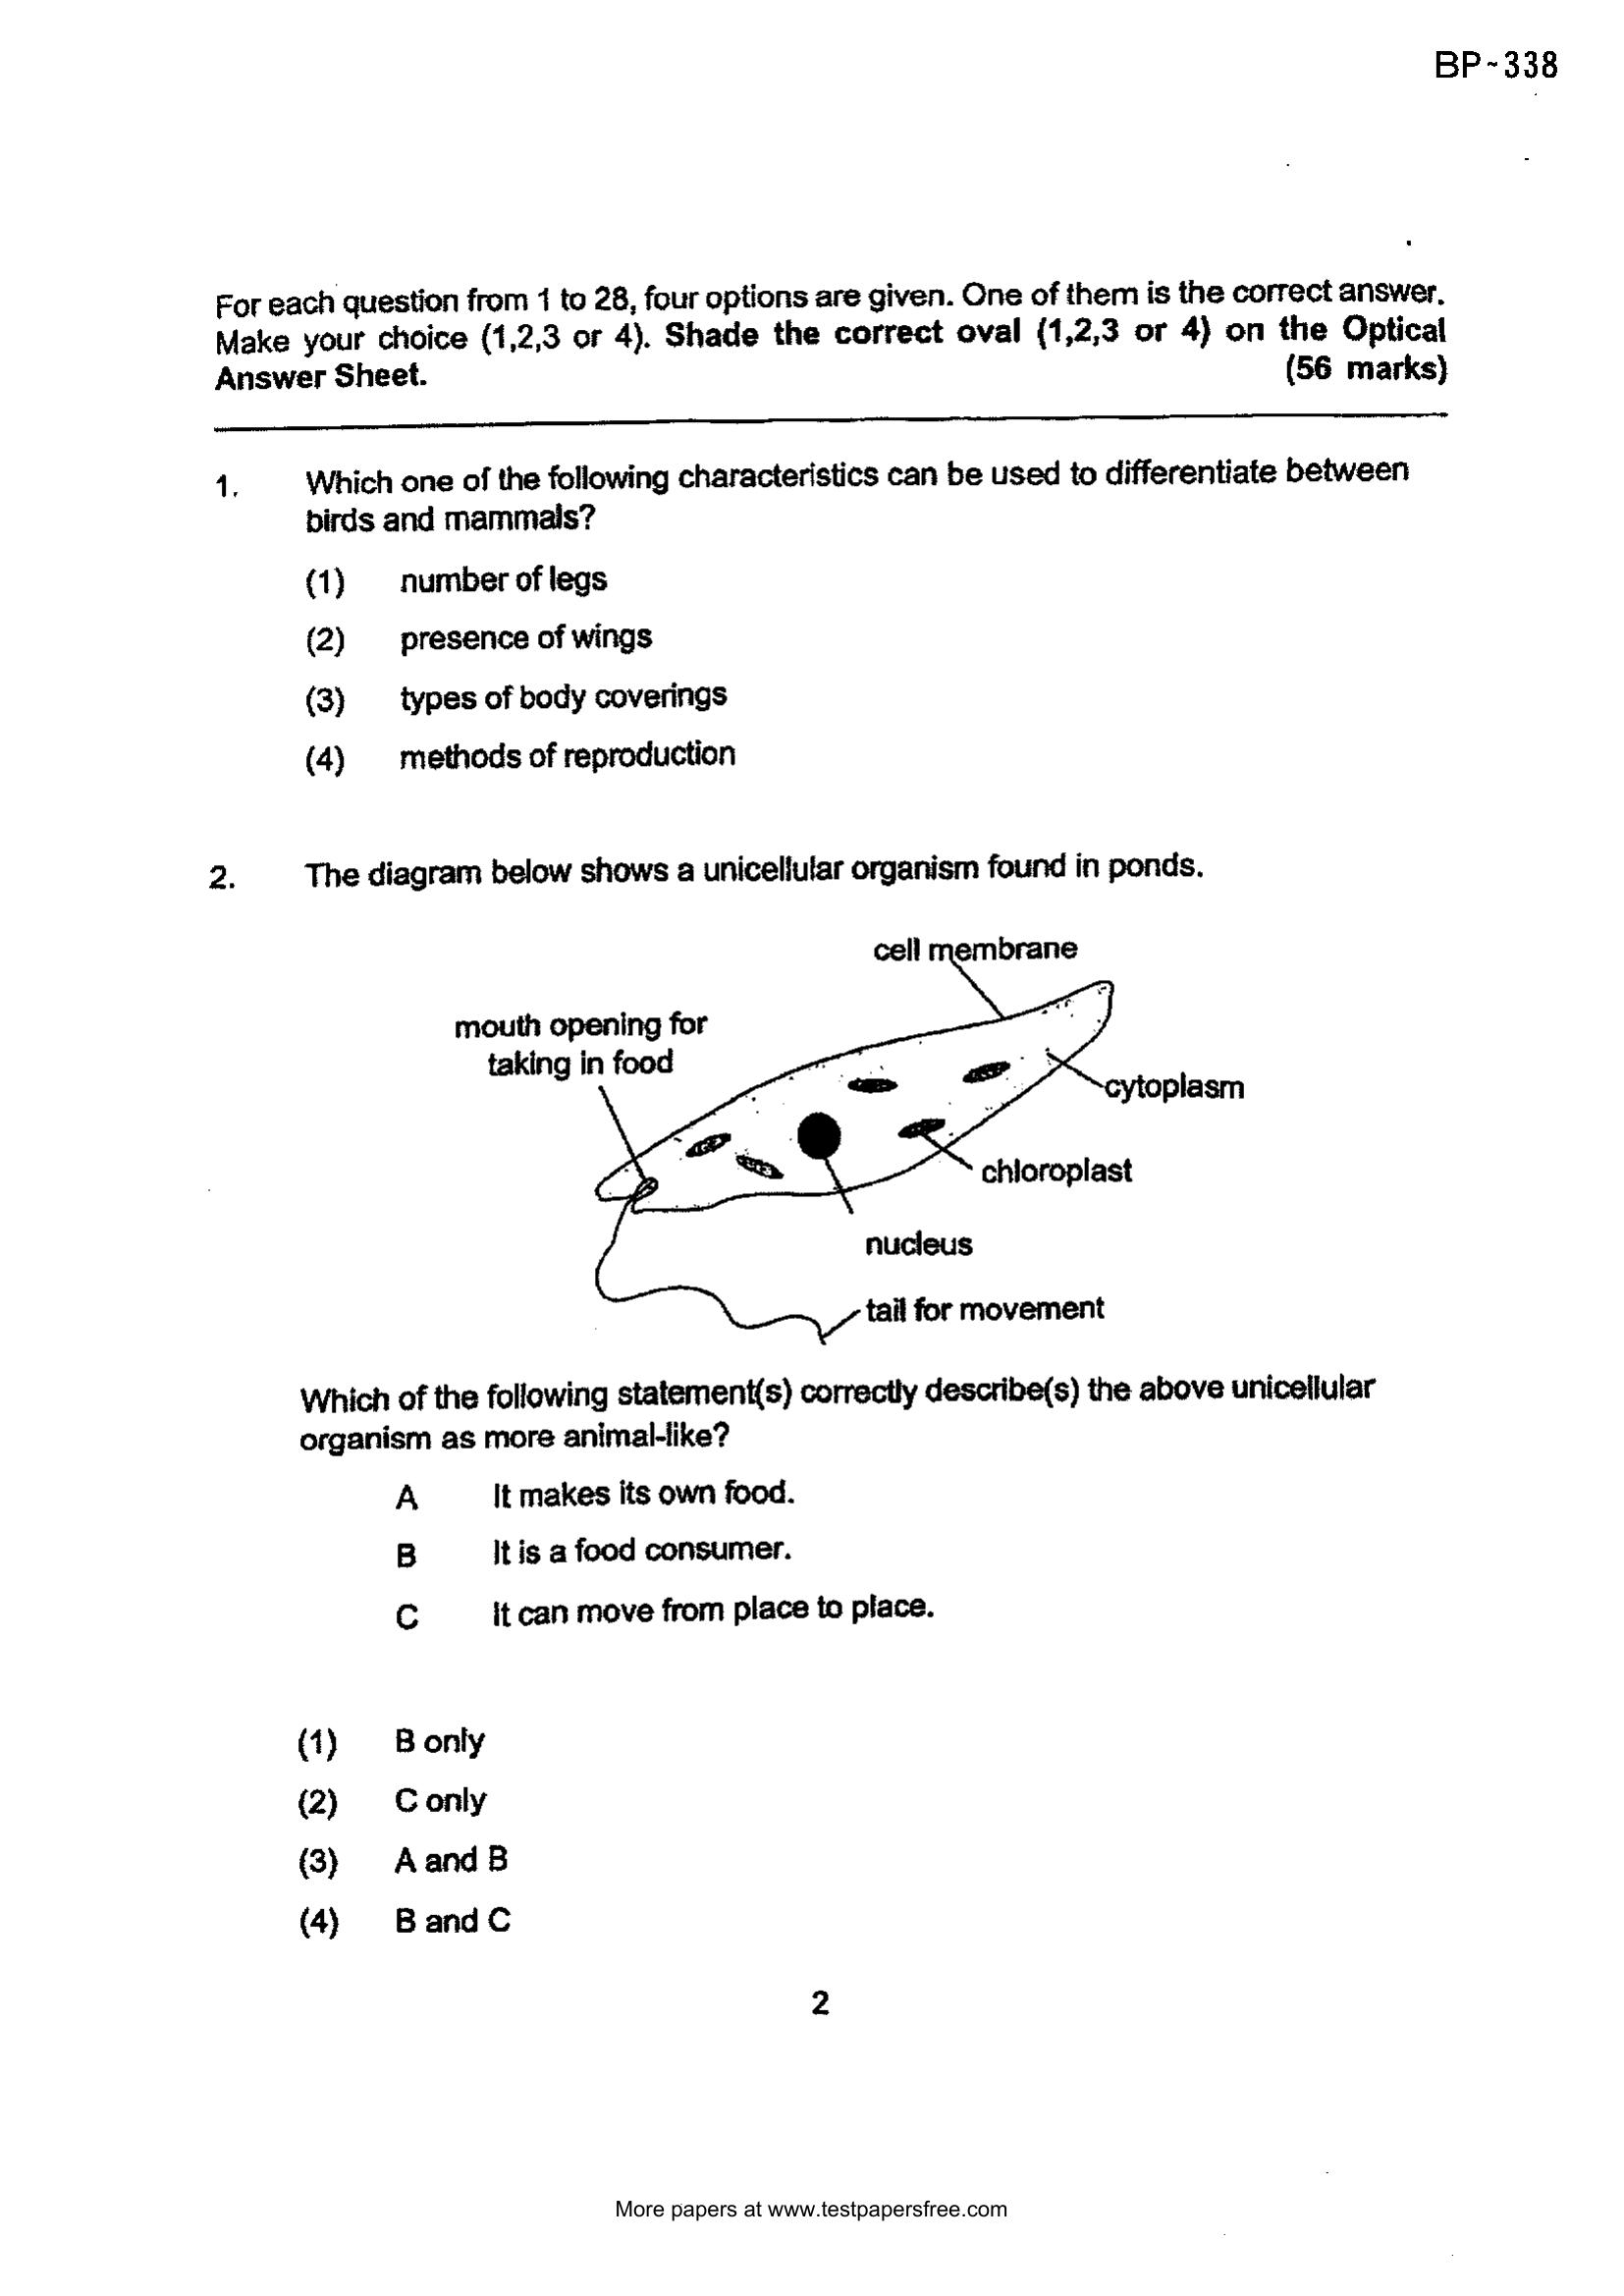 BP~338
For each question from 1 to 28, four options are given. One of them is the correct answer.
Make your choice (1,2,3 or 4). Shade the correct oval (1,2,3 or 4) on the Optical
Answer Sheet. (56 marks)
1. Which one of the following characteristics can be used to differentiate between
birds and mammals?
(1) number of legs
(2) presence of wings
(3) types of body coverings
(4) methods of reproduction
2. The diagram below shows a unicellular organism found in ponds.
cell membrane
mouth opening for
taking in food
cytoplasm
chloroplast
nucleus
tail for movement
Which of the following statement(s) correctly describe(s) the above unicellular
organism as more animal-like?
A It makes its own food.
B It is a food consumer.
C It can move from place to place.
(1) B only
(2) C only
(3) A and B
(4) B and C
2
More papers at www.testpapersfree.com